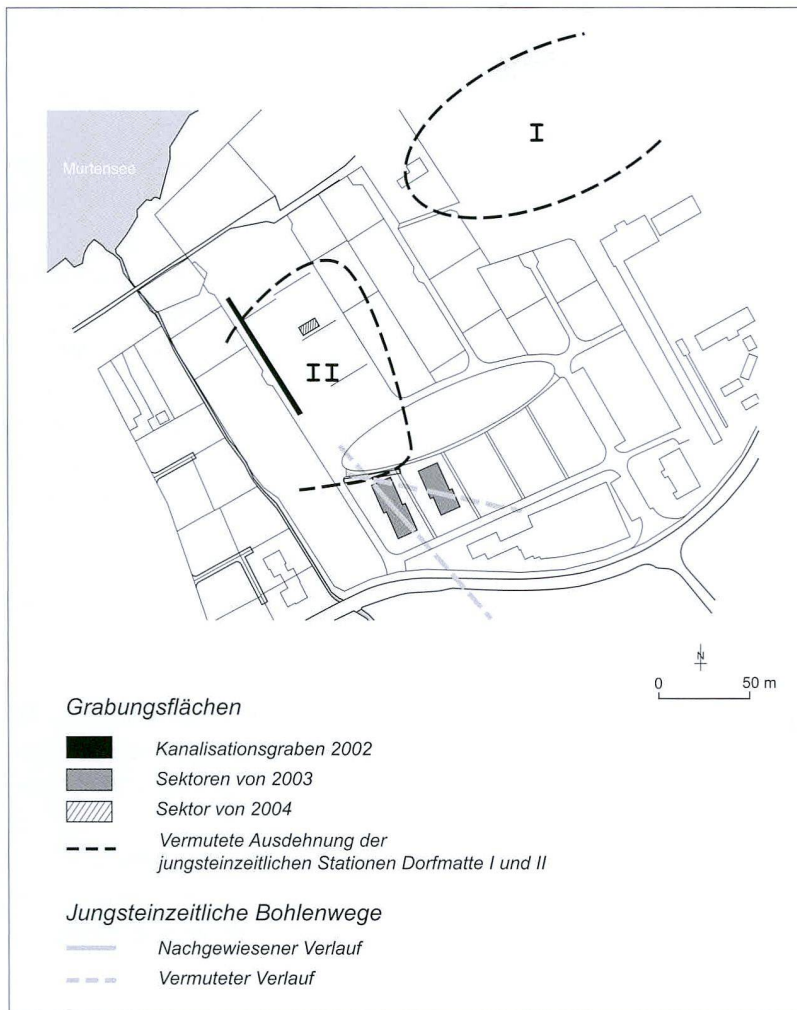 I
Murtensee
II
N
0 50 m
Grabungsflächen
Kanalisationsgraben 2002
Sektoren von 2003
Sektor von 2004
Vermutete Ausdehnung der
jungsteinzeitlichen Stationen Dorfmatte I und II
Jungsteinzeitliche Bohlenwege
Nachgewiesener Verlauf
Vermuteter Verlauf